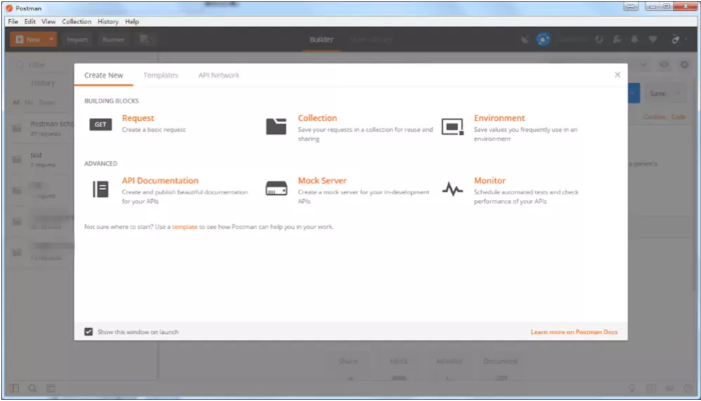 Postman
File Edit View Collection History Help
New Import Runner
Builder
Filter
History
Postman
Save
Cookies Code
Create New Templates API Network
BUILDING BLOCKS
GET
Request
Create a basic request
Collection
Save your requests in a collection for reuse and
sharing
Environment
Save values you frequently use in an
environment
ADVANCED
API Documentation
Create and publish beautiful documentation
for your APIs
Mock Server
Create a mock server for your in-development
APIs
Monitor
Schedule automated tests and check
performance of your APIs
Not sure where to start? Use a template to see how Postman can help you in your work.
Show this window on launch
Learn more on Postman Docs
Share Mock Monitor Document